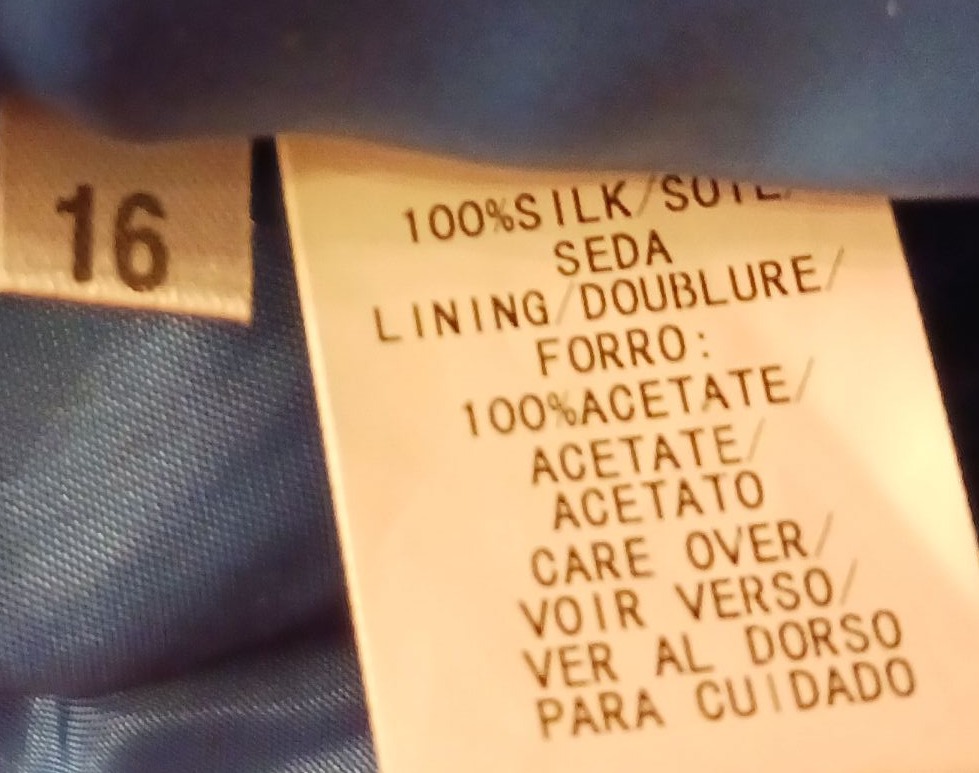 16
100%SILK/SOIE/
SEDA
LINING/DOUBLURE/
FORRO:
100%ACETATE/
ACETATE/
ACETATO
CARE OVER/
VOIR VERSO/
VER AL DORSO
PARA CUIDADO